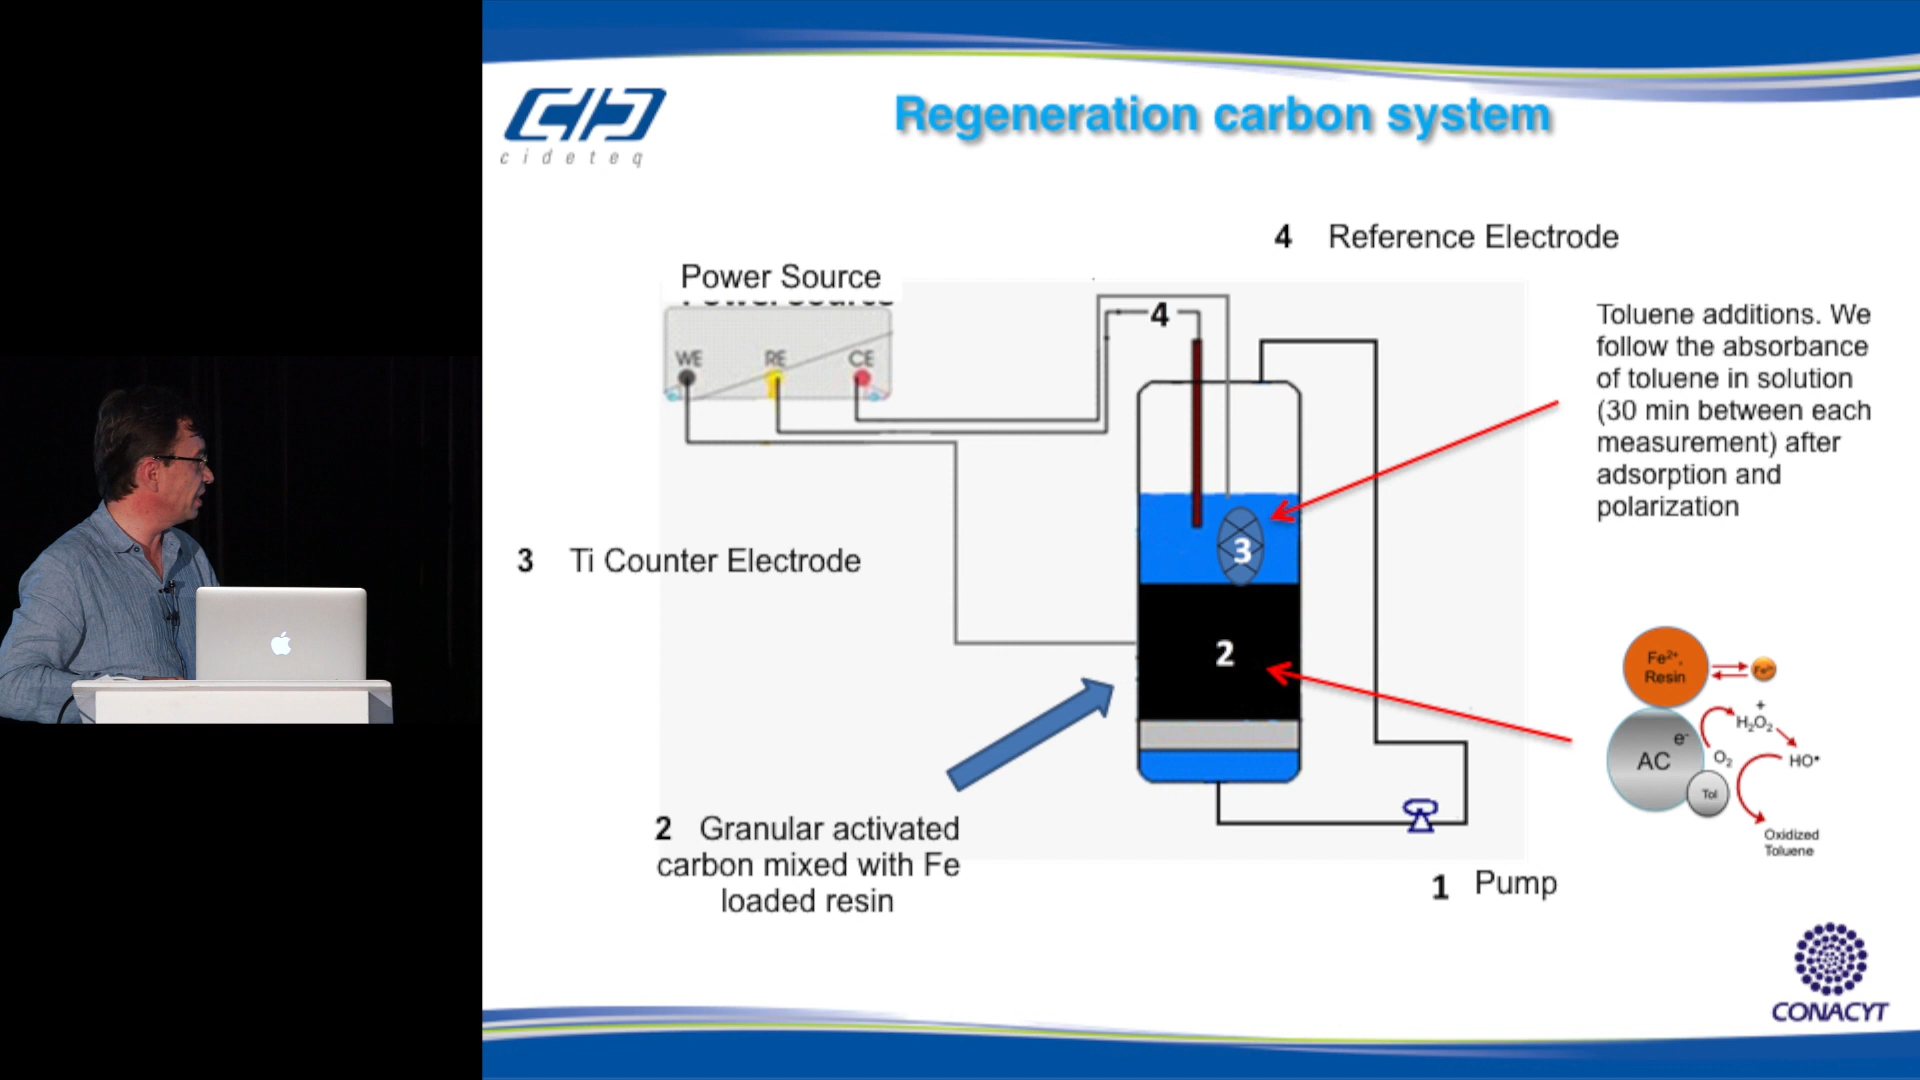 cideteq
Regeneration carbon system
4 Reference Electrode
Power Source
WE RE CE
4
Toluene additions. We
follow the absorbance
of toluene in solution
(30 min between each
measurement) after
adsorption and
polarization
3 Ti Counter Electrode
3
2
2 Granular activated
carbon mixed with Fe
loaded resin
1 Pump
Fe²⁺,
Resin
+
H₂O₂
AC
e⁻
O₂
HO•
Tol
Oxidized
Toluene
CONACYT